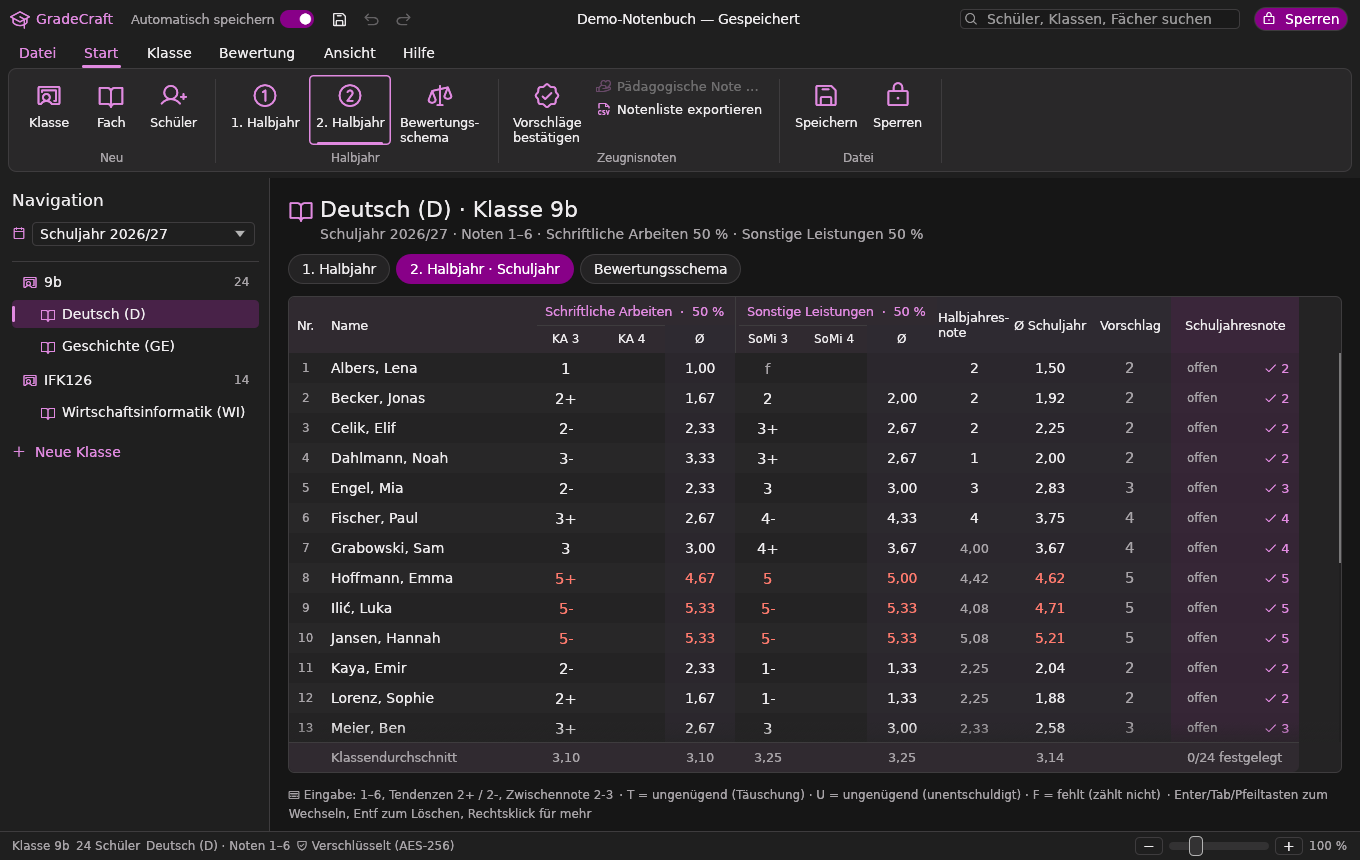 GradeCraft Automatisch speichern Demo-Notenbuch — Gespeichert Schüler, Klassen, Fächer suchen Sperren
Datei Start Klasse Bewertung Ansicht Hilfe
Klasse Fach Schüler
Neu
1 1. Halbjahr 2 2. Halbjahr Bewertungs-
schema
Halbjahr
Vorschläge
bestätigen
Pädagogische Note ...
CSV Notenliste exportieren
Zeugnisnoten
Speichern Sperren
Datei
Navigation
Schuljahr 2026/27
9b 24
Deutsch (D)
Geschichte (GE)
IFK126 14
Wirtschaftsinformatik (WI)
+ Neue Klasse
Deutsch (D) · Klasse 9b
Schuljahr 2026/27 · Noten 1–6 · Schriftliche Arbeiten 50 % · Sonstige Leistungen 50 %
1. Halbjahr 2. Halbjahr · Schuljahr Bewertungsschema
Schriftliche Arbeiten · 50 % Sonstige Leistungen · 50 %
Nr. Name KA 3 KA 4 Ø SoMi 3 SoMi 4 Ø Halbjahres-
note Ø Schuljahr Vorschlag Schuljahresnote
1 Albers, Lena 1 1,00 f 2 1,50 2 offen ✓ 2
2 Becker, Jonas 2+ 1,67 2 2,00 2 1,92 2 offen ✓ 2
3 Celik, Elif 2- 2,33 3+ 2,67 2 2,25 2 offen ✓ 2
4 Dahlmann, Noah 3- 3,33 3+ 2,67 1 2,00 2 offen ✓ 2
5 Engel, Mia 2- 2,33 3 3,00 3 2,83 3 offen ✓ 3
6 Fischer, Paul 3+ 2,67 4- 4,33 4 3,75 4 offen ✓ 4
7 Grabowski, Sam 3 3,00 4+ 3,67 4,00 3,67 4 offen ✓ 4
8 Hoffmann, Emma 5+ 4,67 5 5,00 4,42 4,62 5 offen ✓ 5
9 Ilić, Luka 5- 5,33 5- 5,33 4,08 4,71 5 offen ✓ 5
10 Jansen, Hannah 5- 5,33 5- 5,33 5,08 5,21 5 offen ✓ 5
11 Kaya, Emir 2- 2,33 1- 1,33 2,25 2,04 2 offen ✓ 2
12 Lorenz, Sophie 2+ 1,67 1- 1,33 2,25 1,88 2 offen ✓ 2
13 Meier, Ben 3+ 2,67 3 3,00 2,33 2,58 3 offen ✓ 3
Klassendurchschnitt 3,10 3,10 3,25 3,25 3,14 0/24 festgelegt
Eingabe: 1–6, Tendenzen 2+ / 2-, Zwischennote 2-3 · T = ungenügend (Täuschung) · U = ungenügend (unentschuldigt) · F = fehlt (zählt nicht) · Enter/Tab/Pfeiltasten zum
Wechseln, Entf zum Löschen, Rechtsklick für mehr
Klasse 9b 24 Schüler Deutsch (D) · Noten 1–6 Verschlüsselt (AES-256) − + 100 %